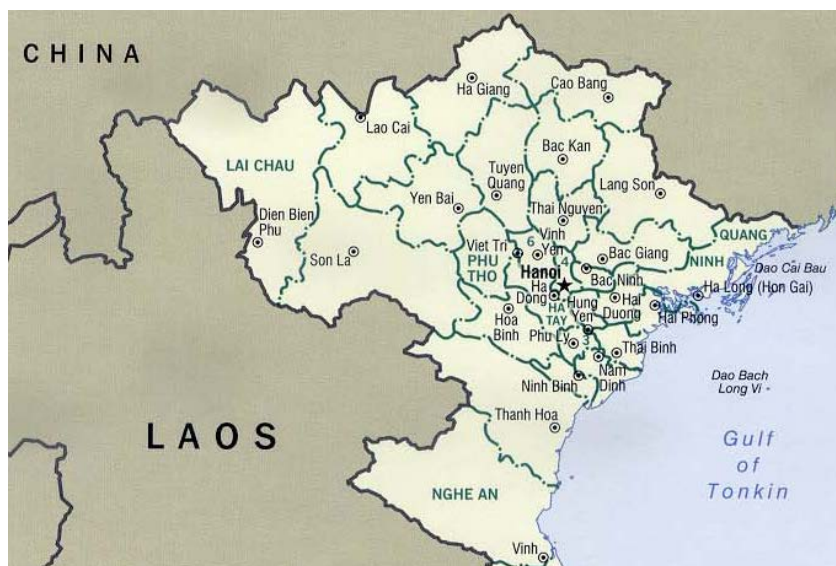 CHINA
Ha Giang
Cao Bang
Lao Cai
Bac Kan
LAI CHAU
Tuyen
Quang
Lang Son
Yen Bai
Thai Nguyen
Dien Bien
Phu
QUANG
NINH
Viet Tri
6
Vinh
Yen
Son La
PHU
THO
4
Bac Giang
Dao Cai Bau
Hanoi
Bac Ninh
Ha Long (Hon Gai)
Ha
Dong
HA
TAY
Hung
Yen
Hai
Duong
Hai Phong
Hoa
Binh
Phu Ly
3
Thai Binh
Ninh Binh
Nam
Dinh
Dao Bach
Long Vi
Thanh Hoa
LAOS
Gulf
of
Tonkin
NGHE AN
Vinh